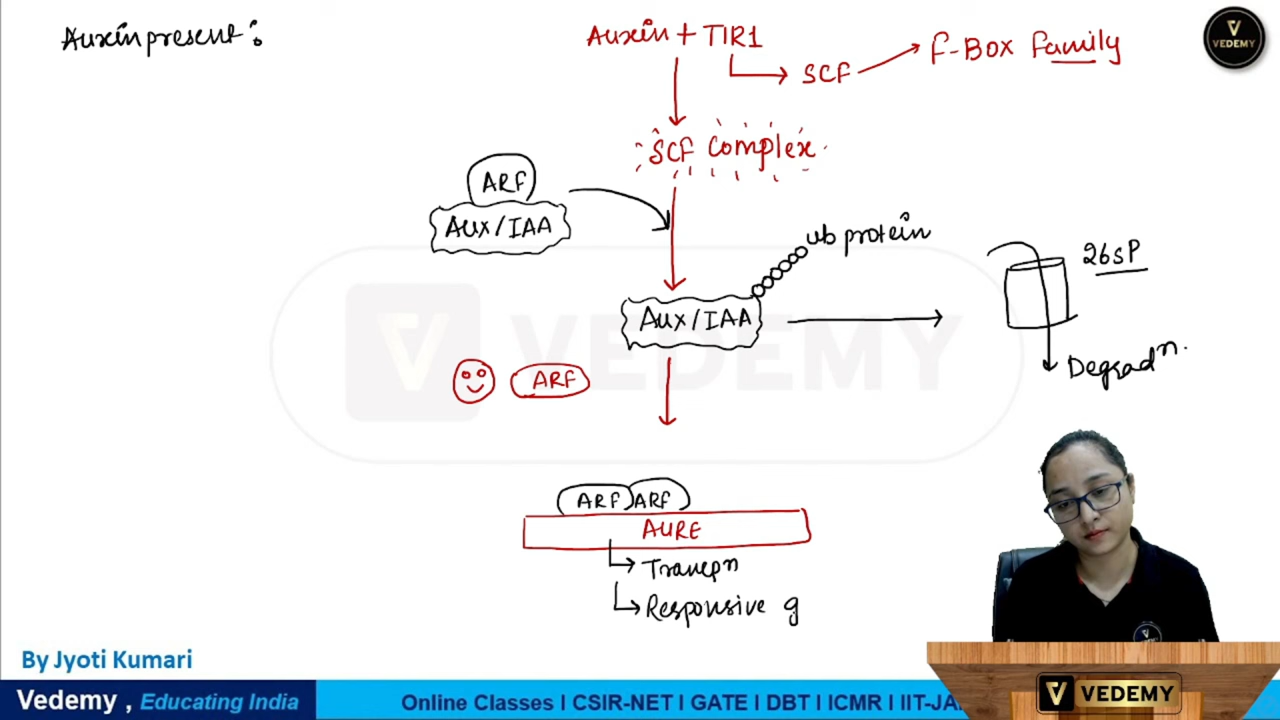 Auxin present :
Auxin + TIR1
SCF
F-Box Family
VEDEMY
SCF Complex
ARF
Aux/IAA
ub protein
26SP
Aux/IAA
Degradn.
VEDEMY
ARF
ARF ARF
AURE
Transpn
Responsive g
By Jyoti Kumari
VEDEMY
Vedemy , Educating India
Online Classes I CSIR-NET I GATE I DBT I ICMR I IIT-JA